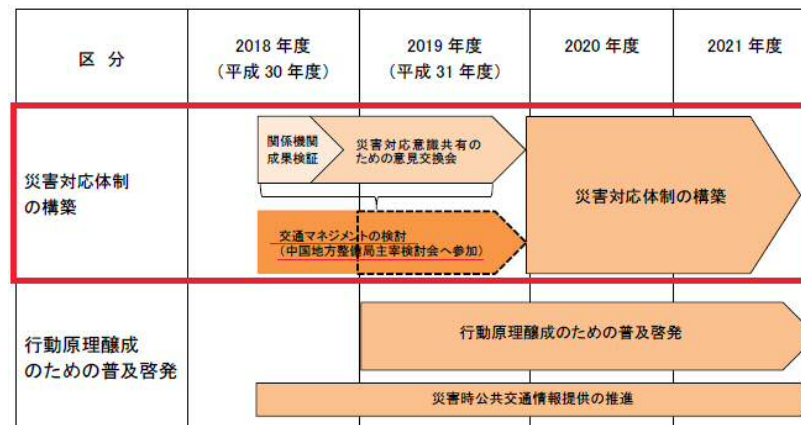 区 分
2018 年度
(平成 30 年度)
2019 年度
(平成 31 年度)
2020 年度
2021 年度
災害対応体制
の構築
関係機関
成果検証
災害対応意識共有の
ための意見交換会
交通マネジメントの検討
(中国地方整備局主宰検討会へ参加)
災害対応体制の構築
行動原理醸成
のための普及啓発
行動原理醸成のための普及啓発
災害時公共交通情報提供の推進